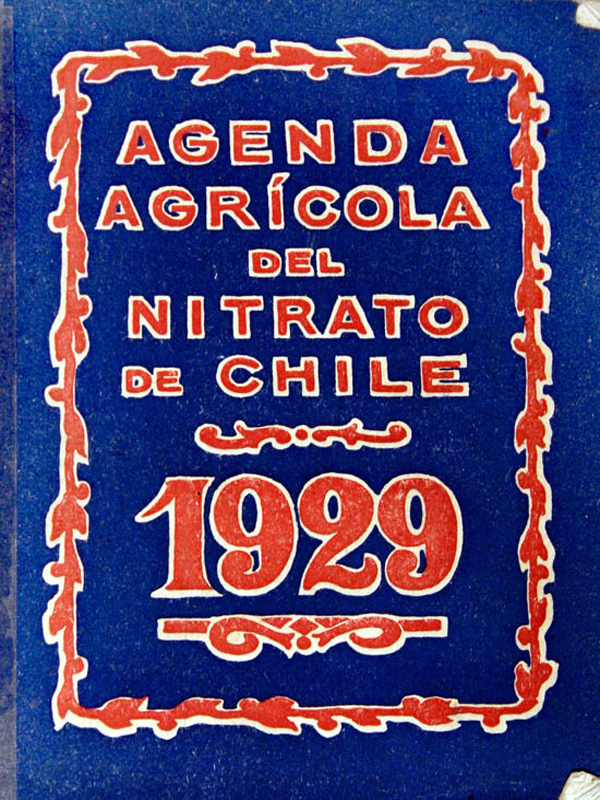 AGENDA
AGRÍCOLA
DEL
NITRATO
DE CHILE
1929